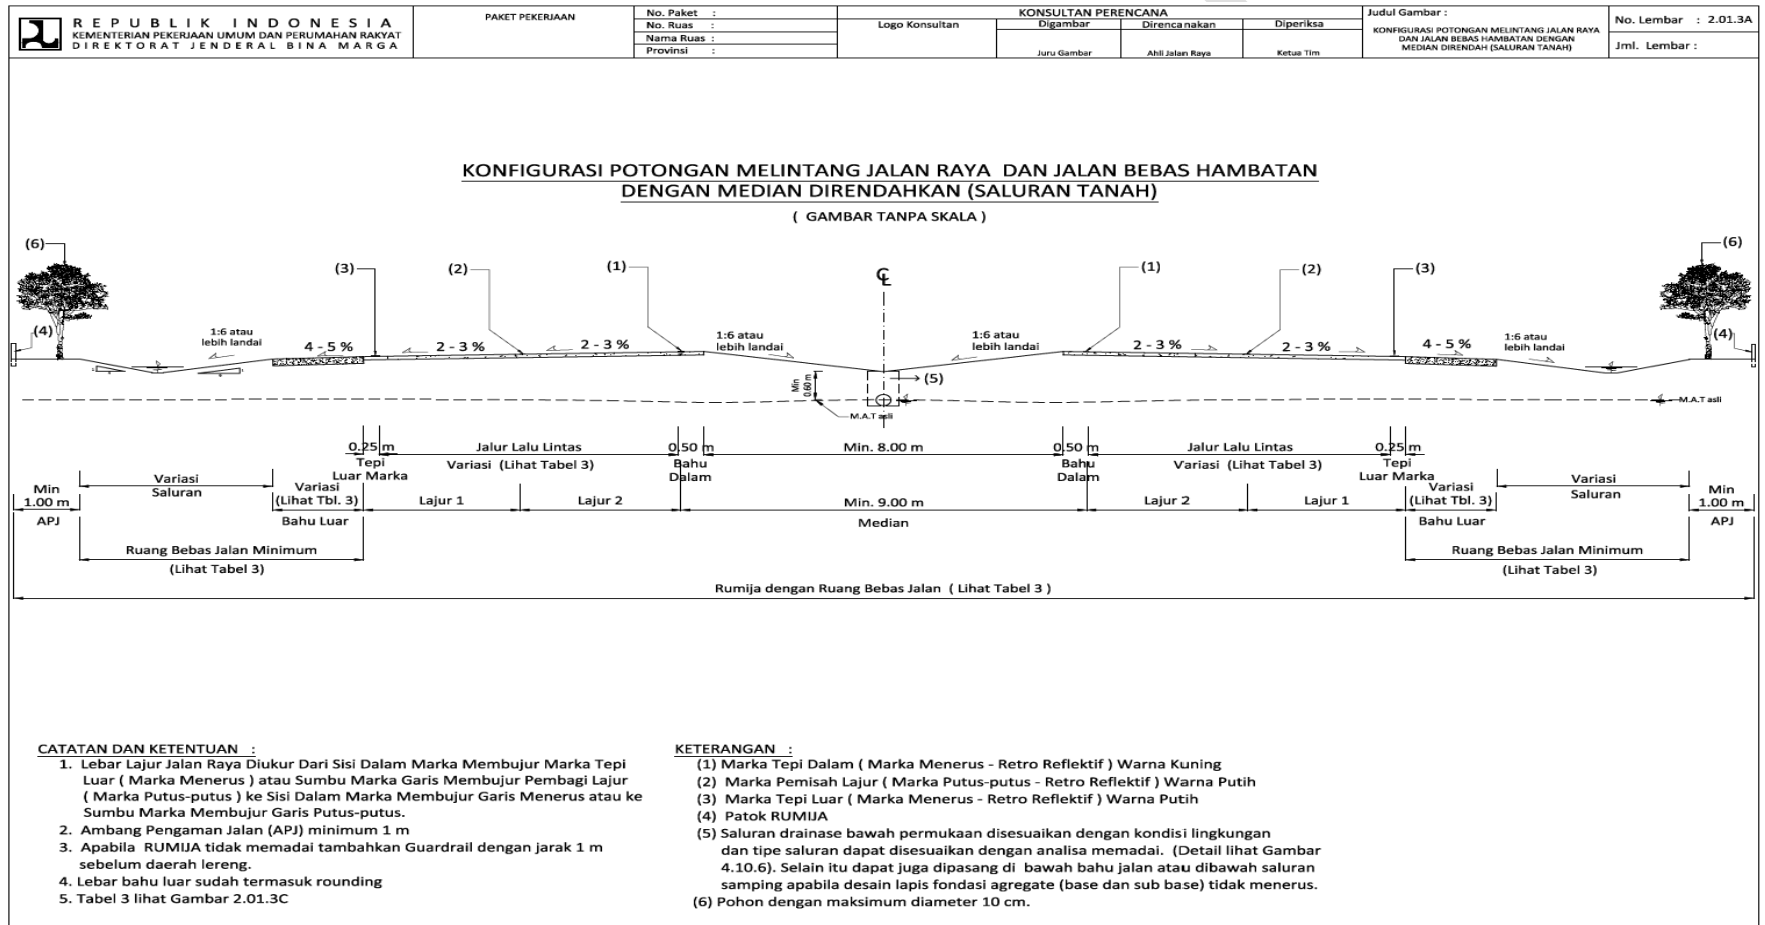 REPUBLIK INDONESIA
KEMENTERIAN PEKERJAAN UMUM DAN PERUMAHAN RAKYAT
DIREKTORAT JENDERAL BINA MARGA
PAKET PEKERJAAN
No. Paket :
No. Ruas :
Nama Ruas :
Provinsi :
KONSULTAN PERENCANA
Logo Konsultan
Digambar
Direncanakan
Diperiksa
Juru Gambar
Ahli Jalan Raya
Ketua Tim
Judul Gambar :
KONFIGURASI POTONGAN MELINTANG JALAN RAYA
DAN JALAN BEBAS HAMBATAN DENGAN
MEDIAN DIRENDAH (SALURAN TANAH)
No. Lembar : 2.01.3A
Jml. Lembar :
KONFIGURASI POTONGAN MELINTANG JALAN RAYA DAN JALAN BEBAS HAMBATAN
DENGAN MEDIAN DIRENDAHKAN (SALURAN TANAH)
( GAMBAR TANPA SKALA )
(6) (6)
(3) (2) (1) CL (1) (2) (3)
(4) (4)
1:6 atau
lebih landai
4 - 5 % 2 - 3 % 2 - 3 %
1:6 atau
lebih landai
1:6 atau
lebih landai
2 - 3 % 2 - 3 % 4 - 5 %
1:6 atau
lebih landai
Min
0.60 m
(5)
M.A.T asli
M.A.T asli
0.25 m Jalur Lalu Lintas 0.50 m Min. 8.00 m 0.50 m Jalur Lalu Lintas 0.25 m
Tepi
Luar Marka
Variasi (Lihat Tabel 3)
Bahu
Dalam
Bahu
Dalam
Variasi (Lihat Tabel 3)
Tepi
Luar Marka
Min
1.00 m
APJ
Variasi
Saluran
Variasi
(Lihat Tbl. 3)
Bahu Luar
Lajur 1 Lajur 2 Min. 9.00 m Lajur 2 Lajur 1
Median
Variasi
(Lihat Tbl. 3)
Bahu Luar
Variasi
Saluran
Min
1.00 m
APJ
Ruang Bebas Jalan Minimum
(Lihat Tabel 3)
Ruang Bebas Jalan Minimum
(Lihat Tabel 3)
Rumija dengan Ruang Bebas Jalan ( Lihat Tabel 3 )
CATATAN DAN KETENTUAN :
1. Lebar Lajur Jalan Raya Diukur Dari Sisi Dalam Marka Membujur Marka Tepi
Luar ( Marka Menerus ) atau Sumbu Marka Garis Membujur Pembagi Lajur
( Marka Putus-putus ) ke Sisi Dalam Marka Membujur Garis Menerus atau ke
Sumbu Marka Membujur Garis Putus-putus.
2. Ambang Pengaman Jalan (APJ) minimum 1 m
3. Apabila RUMIJA tidak memadai tambahkan Guardrail dengan jarak 1 m
sebelum daerah lereng.
4. Lebar bahu luar sudah termasuk rounding
5. Tabel 3 lihat Gambar 2.01.3C
KETERANGAN :
(1) Marka Tepi Dalam ( Marka Menerus - Retro Reflektif ) Warna Kuning
(2) Marka Pemisah Lajur ( Marka Putus-putus - Retro Reflektif ) Warna Putih
(3) Marka Tepi Luar ( Marka Menerus - Retro Reflektif ) Warna Putih
(4) Patok RUMIJA
(5) Saluran drainase bawah permukaan disesuaikan dengan kondisi lingkungan
dan tipe saluran dapat disesuaikan dengan analisa memadai. (Detail lihat Gambar
4.10.6). Selain itu dapat juga dipasang di bawah bahu jalan atau dibawah saluran
samping apabila desain lapis fondasi agregate (base dan sub base) tidak menerus.
(6) Pohon dengan maksimum diameter 10 cm.